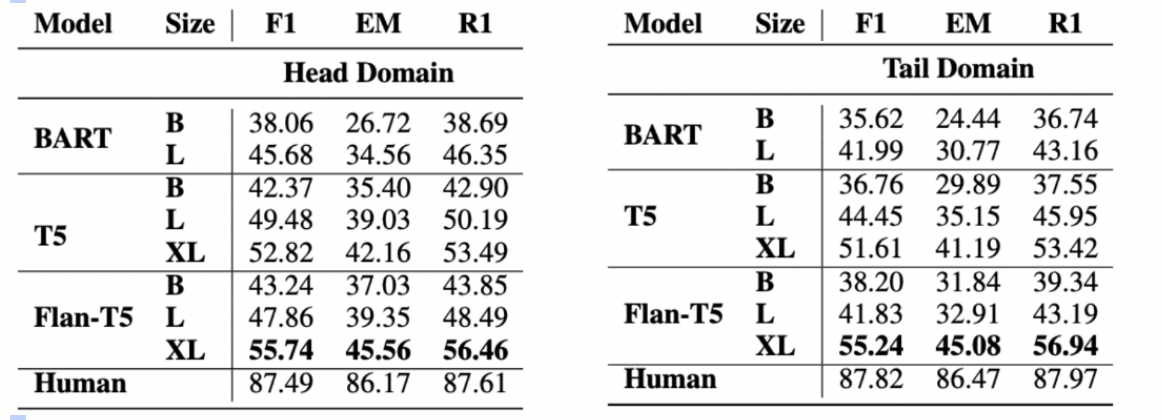 Model Size F1 EM R1
Head Domain
BART B 38.06 26.72 38.69
L 45.68 34.56 46.35
T5 B 42.37 35.40 42.90
L 49.48 39.03 50.19
XL 52.82 42.16 53.49
Flan-T5 B 43.24 37.03 43.85
L 47.86 39.35 48.49
XL 55.74 45.56 56.46
Human 87.49 86.17 87.61
Model Size F1 EM R1
Tail Domain
BART B 35.62 24.44 36.74
L 41.99 30.77 43.16
T5 B 36.76 29.89 37.55
L 44.45 35.15 45.95
XL 51.61 41.19 53.42
Flan-T5 B 38.20 31.84 39.34
L 41.83 32.91 43.19
XL 55.24 45.08 56.94
Human 87.82 86.47 87.97